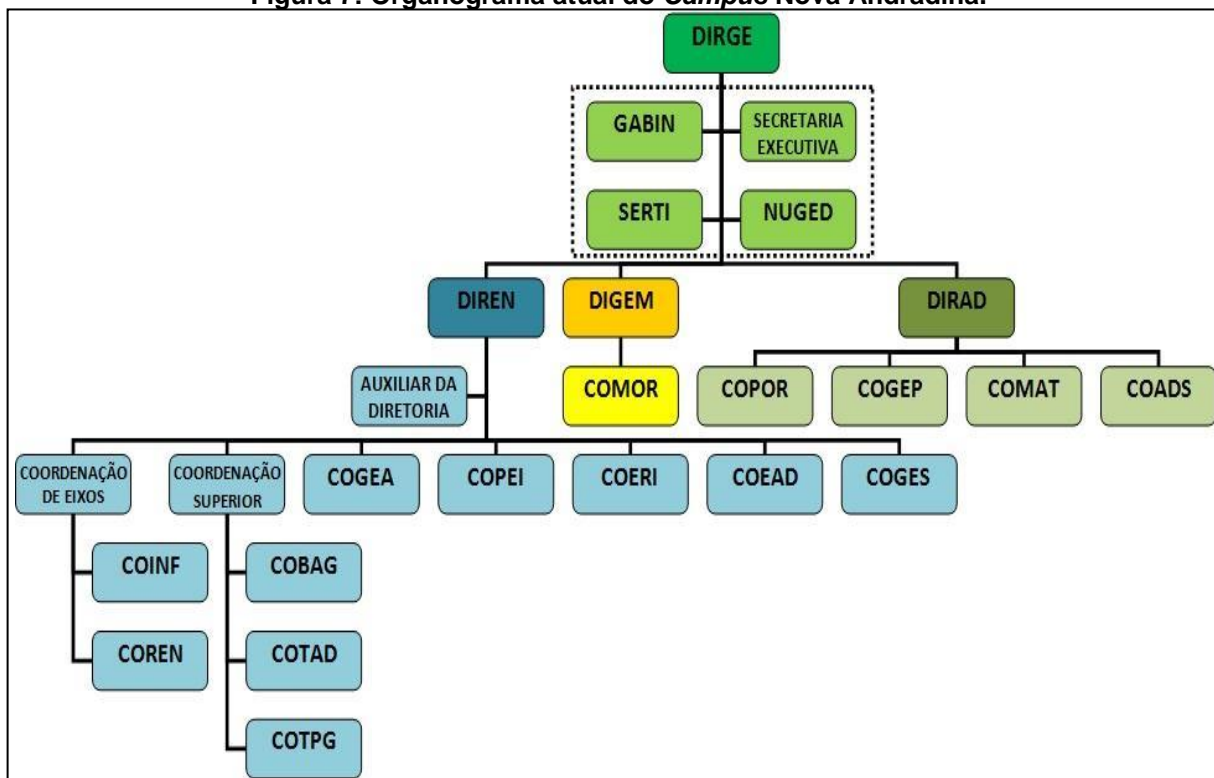 Figura 7. Organograma atual do Campus Nova Andradina.
DIRGE
GABIN
SECRETARIA
EXECUTIVA
SERTI
NUGED
DIREN
DIGEM
DIRAD
AUXILIAR DA
DIRETORIA
COMOR
COPOR
COGEP
COMAT
COADS
COORDENAÇÃO
DE EIXOS
COORDENAÇÃO
SUPERIOR
COGEA
COPEI
COERI
COEAD
COGES
COINF
COBAG
COREN
COTAD
COTPG